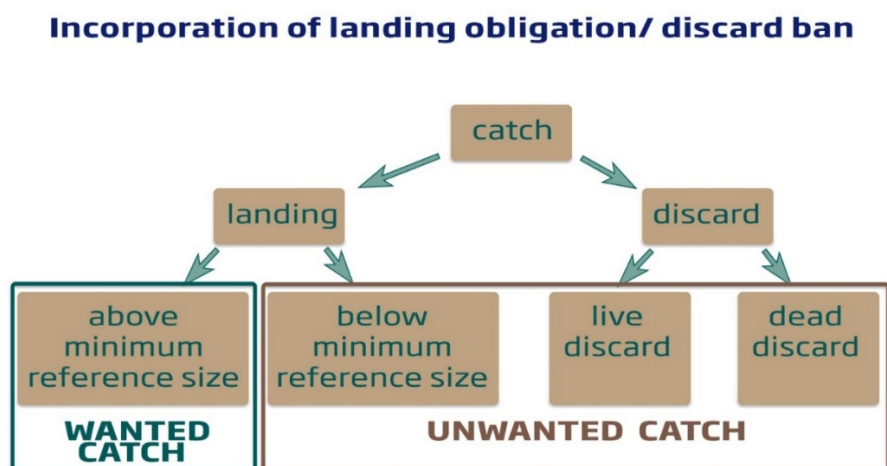 Incorporation of landing obligation/ discard ban
catch
landing
discard
above
minimum
reference size
below
minimum
reference size
live
discard
dead
discard
WANTED
CATCH
UNWANTED CATCH